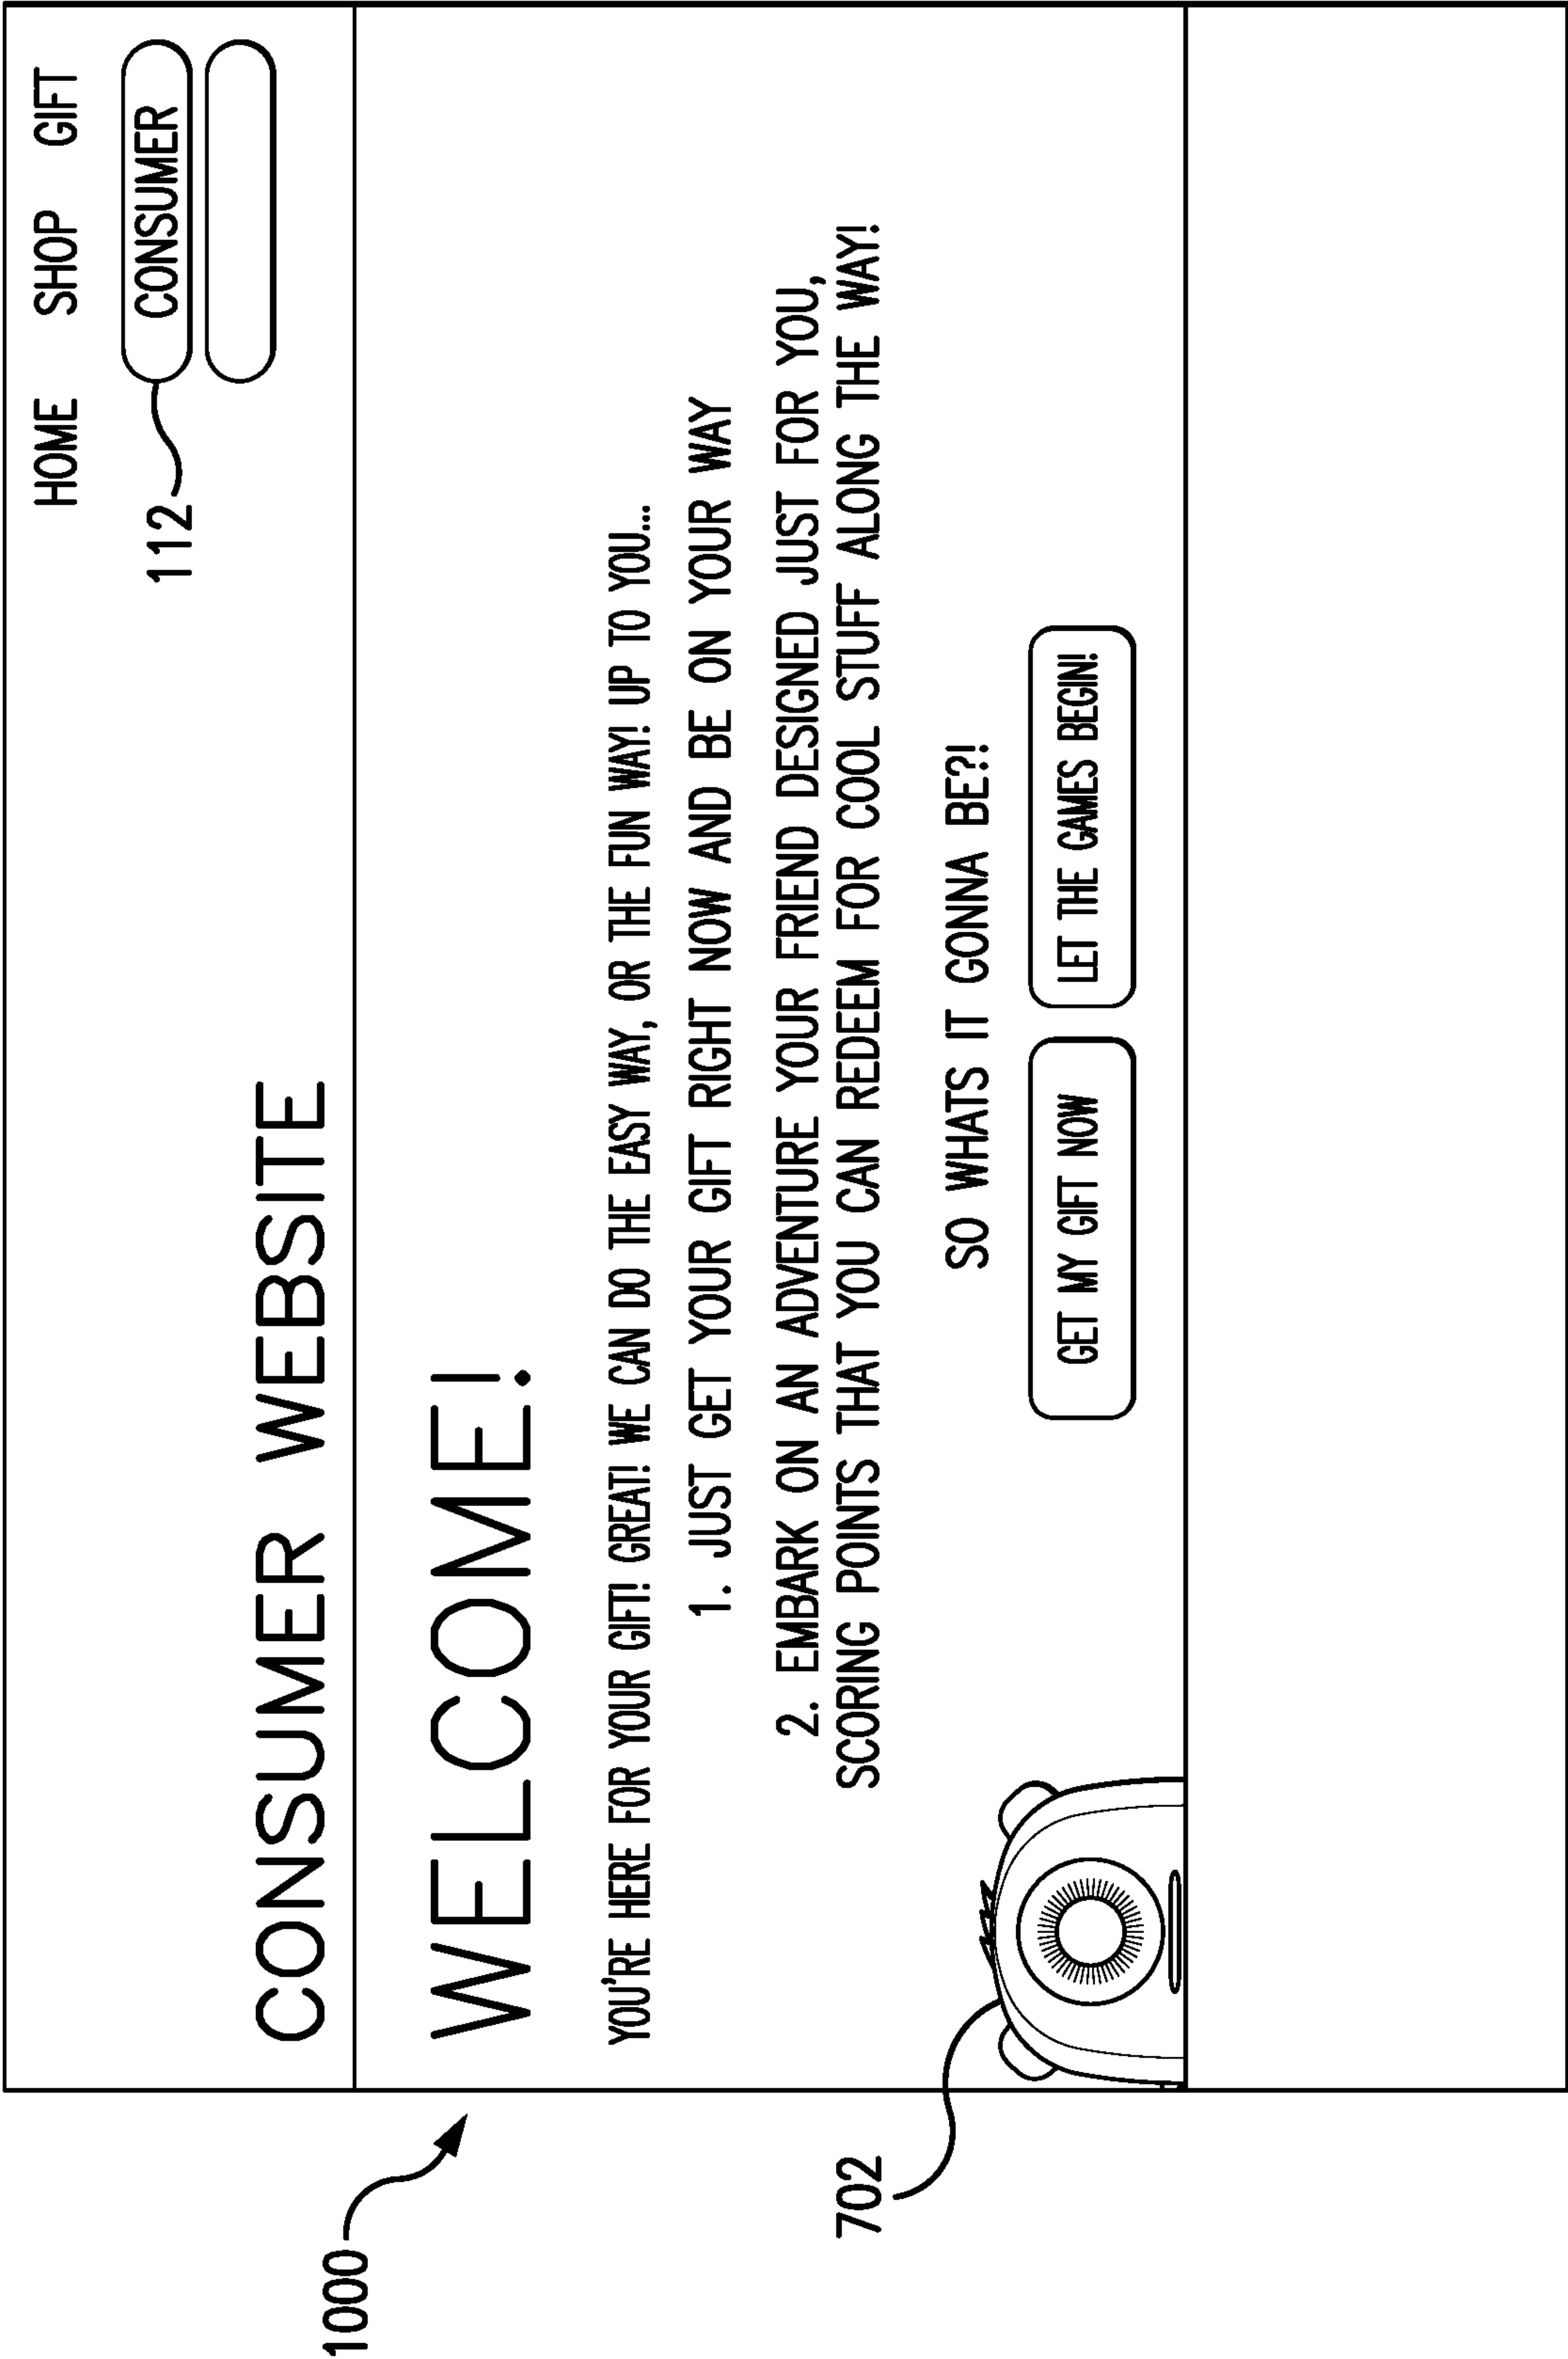 HOME SHOP GIFT
CONSUMER
112
CONSUMER WEBSITE
1000
WELCOME!
YOU'RE HERE FOR YOUR GIFT! GREAT! WE CAN DO THE EASY WAY, OR THE FUN WAY! UP TO YOU...
1. JUST GET YOUR GIFT RIGHT NOW AND BE ON YOUR WAY
2. EMBARK ON AN ADVENTURE YOUR FRIEND DESIGNED JUST FOR YOU,
SCORING POINTS THAT YOU CAN REDEEM FOR COOL STUFF ALONG THE WAY!
702
SO WHATS IT GONNA BE?!
GET MY GIFT NOW
LET THE GAMES BEGIN!